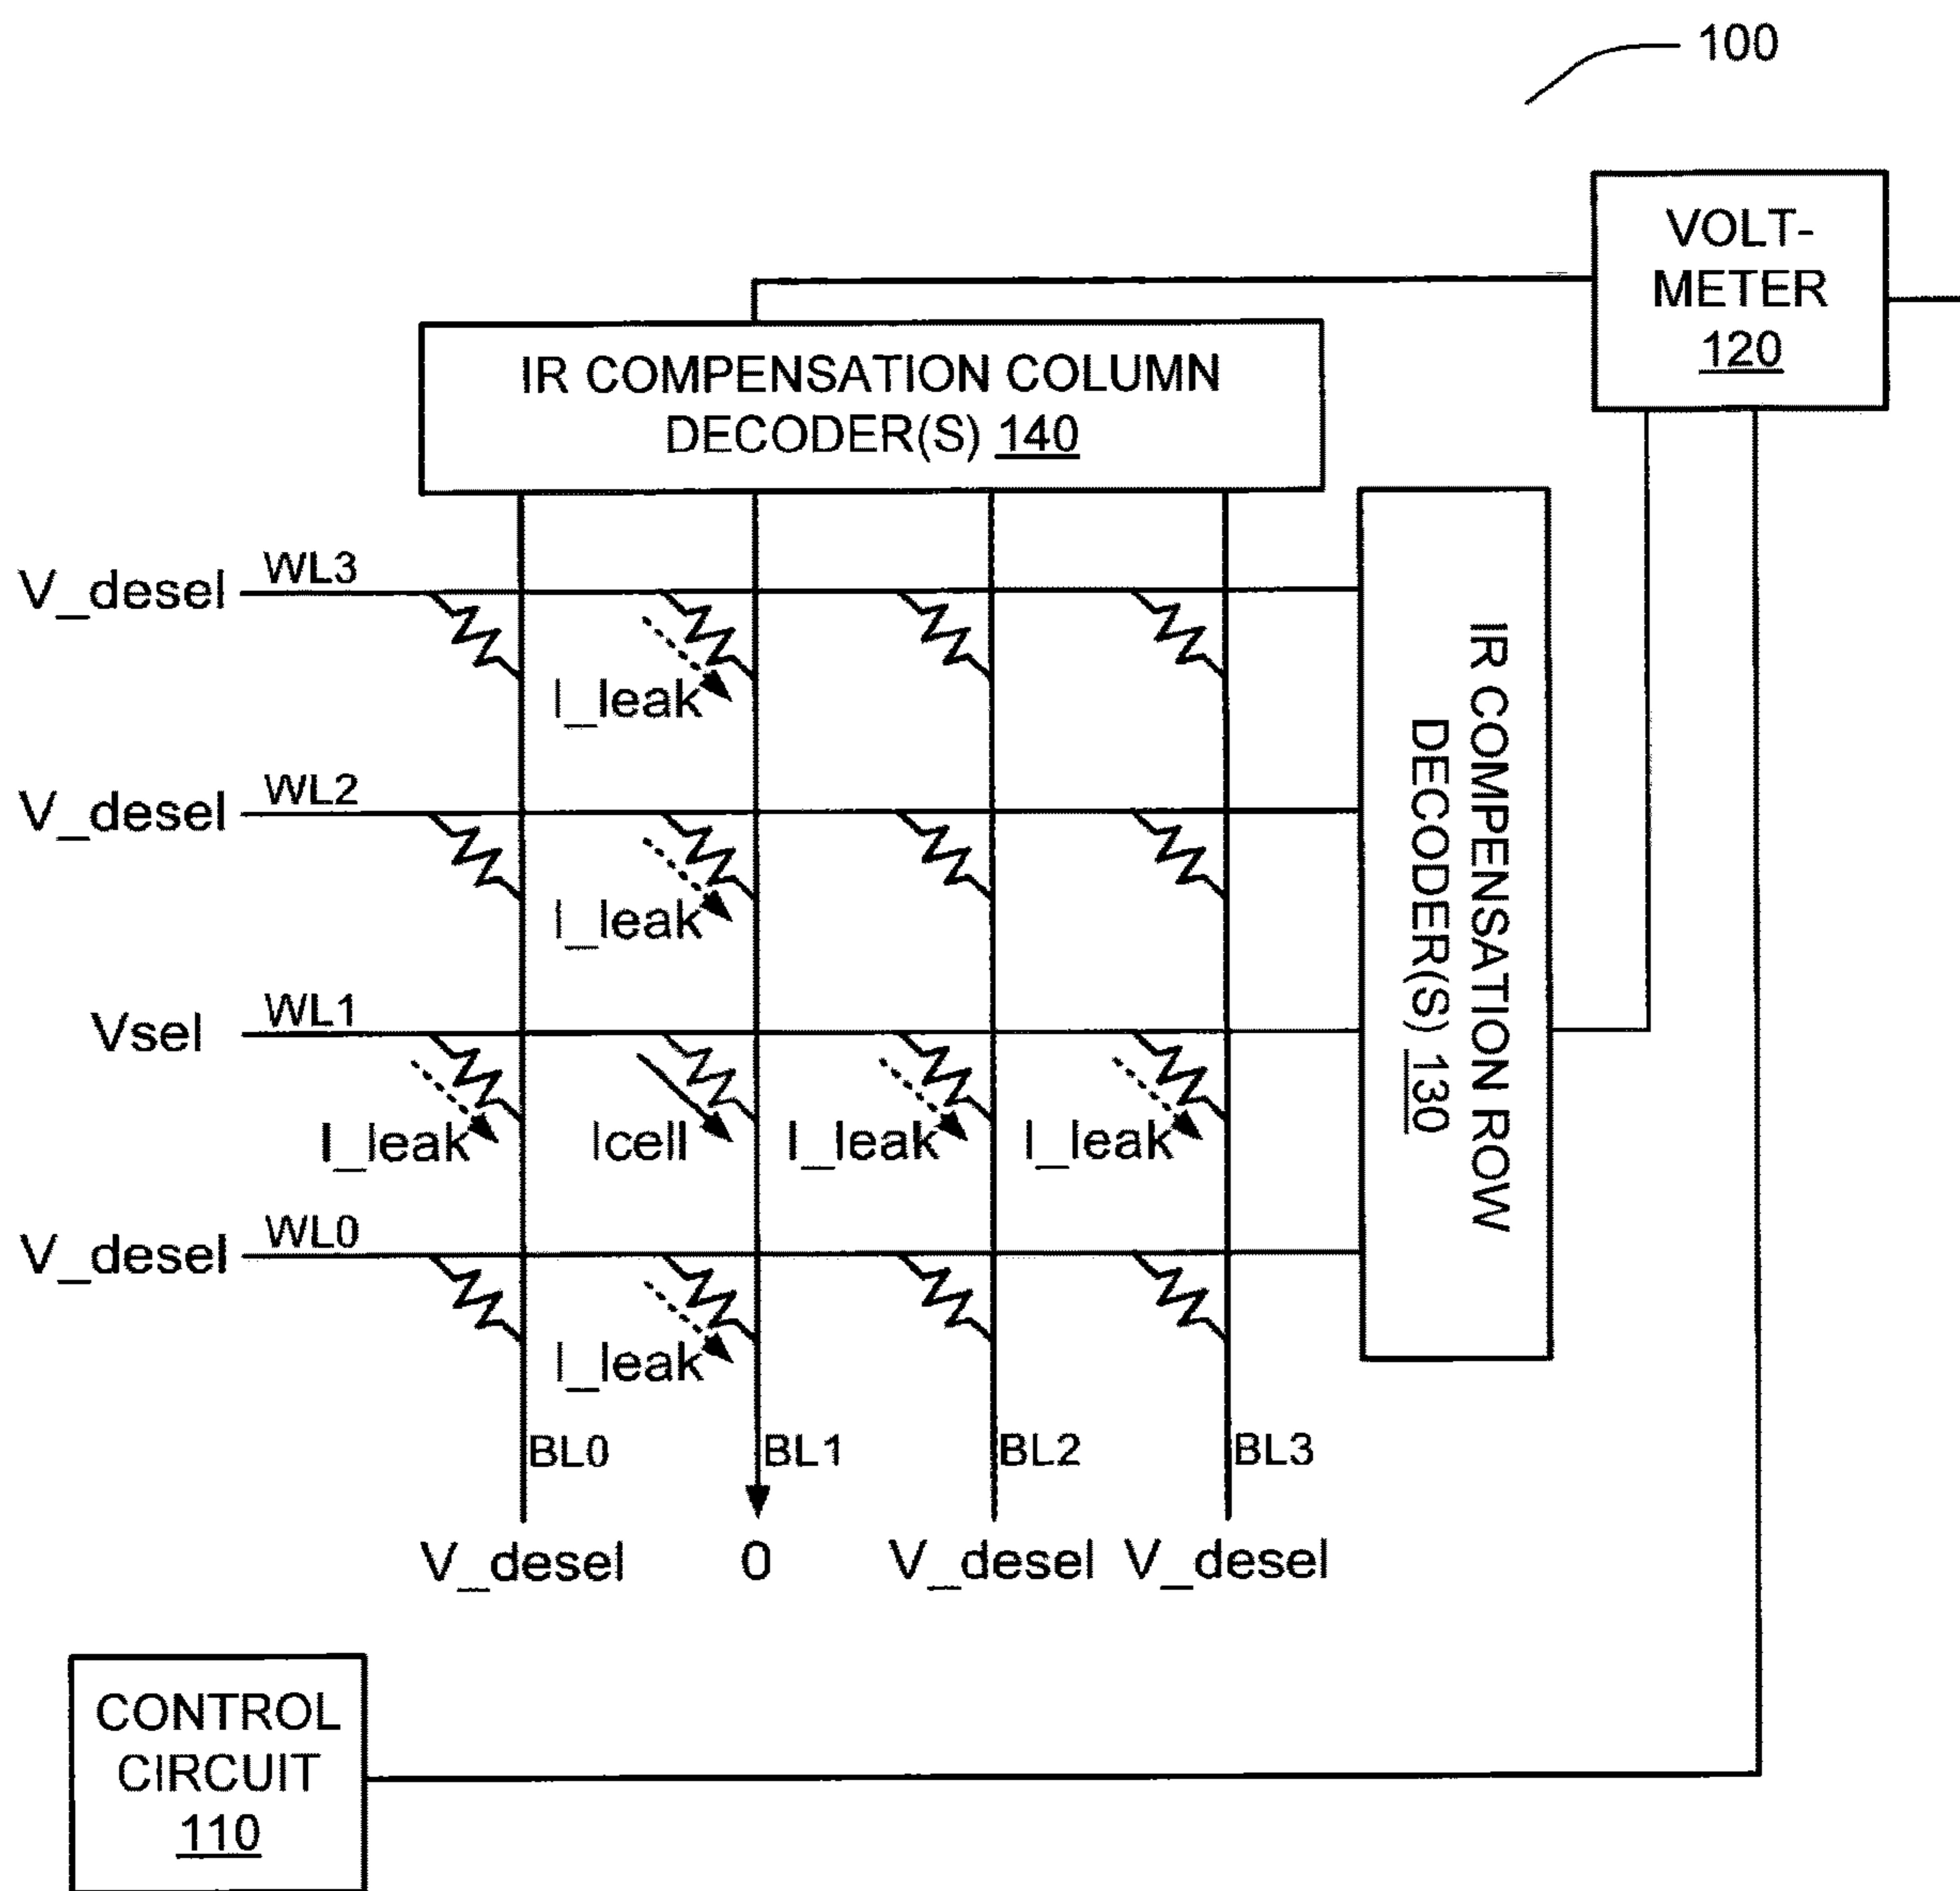 100
VOLT-
METER
120
IR COMPENSATION COLUMN
DECODER(S) 140
IR COMPENSATION ROW
DECODER(S) 130
V_desel WL3
I_leak
V_desel WL2
I_leak
Vsel WL1
I_leak Icell I_leak I_leak
V_desel WL0
I_leak
BL0 BL1 BL2 BL3
V_desel 0 V_desel V_desel
CONTROL
CIRCUIT
110